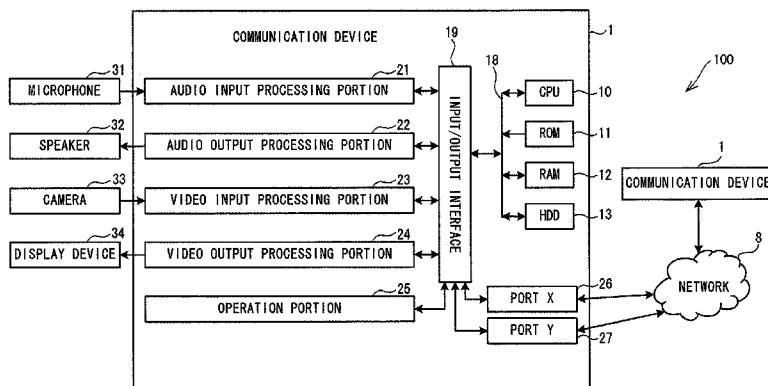 COMMUNICATION DEVICE
19
1
100
31
MICROPHONE
21
AUDIO INPUT PROCESSING PORTION
18
CPU
10
32
SPEAKER
22
AUDIO OUTPUT PROCESSING PORTION
INPUT/OUTPUT INTERFACE
ROM
11
33
CAMERA
23
VIDEO INPUT PROCESSING PORTION
RAM
12
1
COMMUNICATION DEVICE
34
DISPLAY DEVICE
24
VIDEO OUTPUT PROCESSING PORTION
HDD
13
8
NETWORK
25
OPERATION PORTION
26
PORT X
PORT Y
27